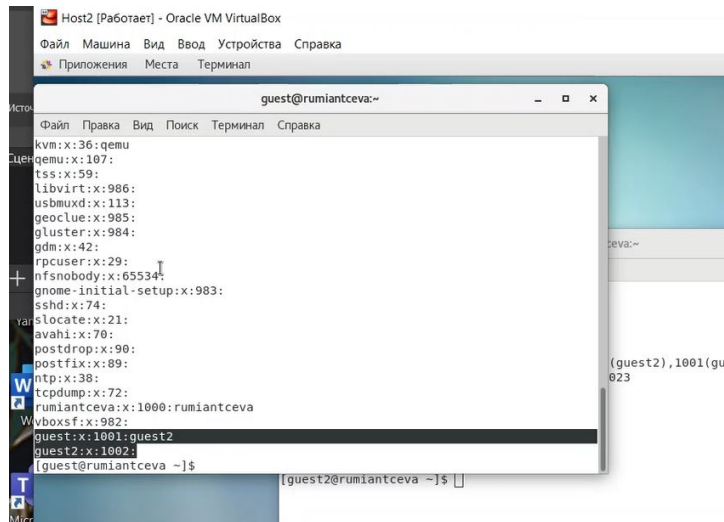 Host2 [Работает] - Oracle VM VirtualBox
Файл Машина Вид Ввод Устройства Справка
Приложения Места Терминал
guest@rumiantceva:~
Файл Правка Вид Поиск Терминал Справка
kvm:x:36:qemu
qemu:x:107:
tss:x:59:
libvirt:x:986:
usbmuxd:x:113:
geoclue:x:985:
gluster:x:984:
gdm:x:42:
rpcuser:x:29:
nfsnobody:x:65534:
gnome-initial-setup:x:983:
sshd:x:74:
slocate:x:21:
avahi:x:70:
postdrop:x:90:
postfix:x:89:
ntp:x:38:
tcpdump:x:72:
rumiantceva:x:1000:rumiantceva
vboxsf:x:982:
guest:x:1001:guest2
guest2:x:1002:
[guest@rumiantceva ~]$
ceva:~
(guest2),1001(gu
023
[guest2@rumiantceva ~]$